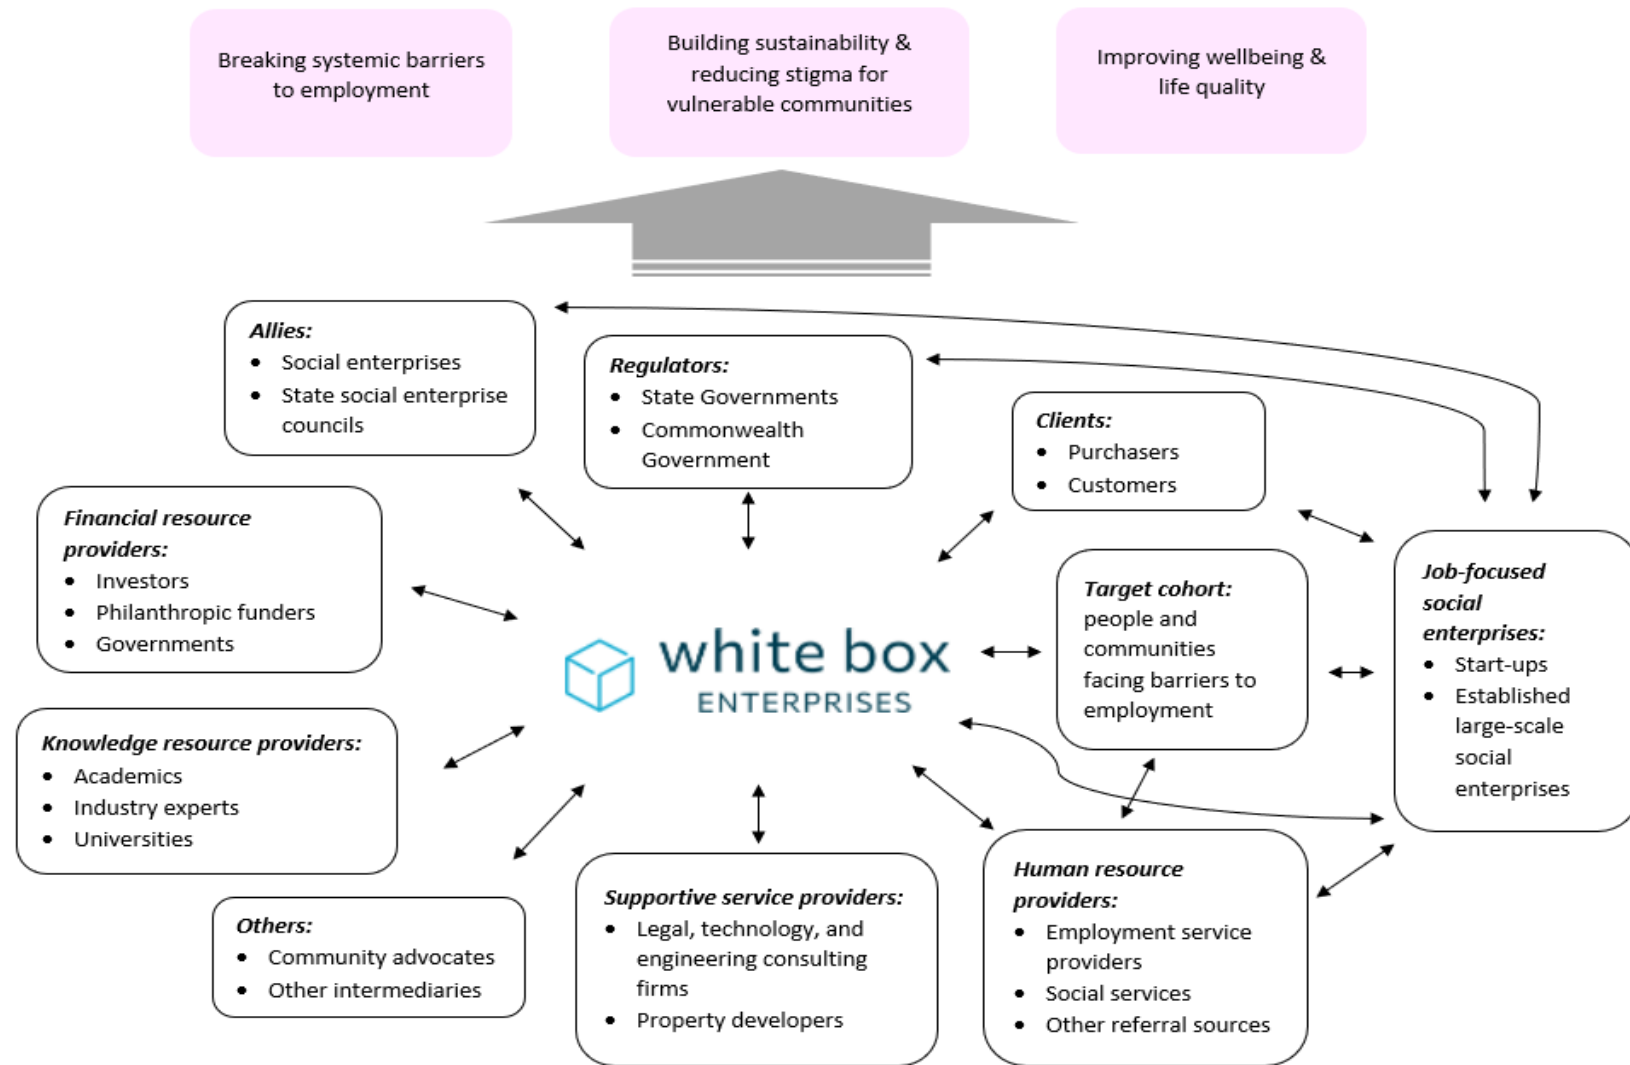 Breaking systemic barriers
to employment
Building sustainability &
reducing stigma for
vulnerable communities
Improving wellbeing &
life quality
Allies:
• Social enterprises
• State social enterprise
councils
Regulators:
• State Governments
• Commonwealth
Government
Clients:
• Purchasers
• Customers
Financial resource
providers:
• Investors
• Philanthropic funders
• Governments
white box
ENTERPRISES
Target cohort:
people and
communities
facing barriers to
employment
Job-focused
social
enterprises:
• Start-ups
• Established
large-scale
social
enterprises
Knowledge resource providers:
• Academics
• Industry experts
• Universities
Others:
• Community advocates
• Other intermediaries
Supportive service providers:
• Legal, technology, and
engineering consulting
firms
• Property developers
Human resource
providers:
• Employment service
providers
• Social services
• Other referral sources